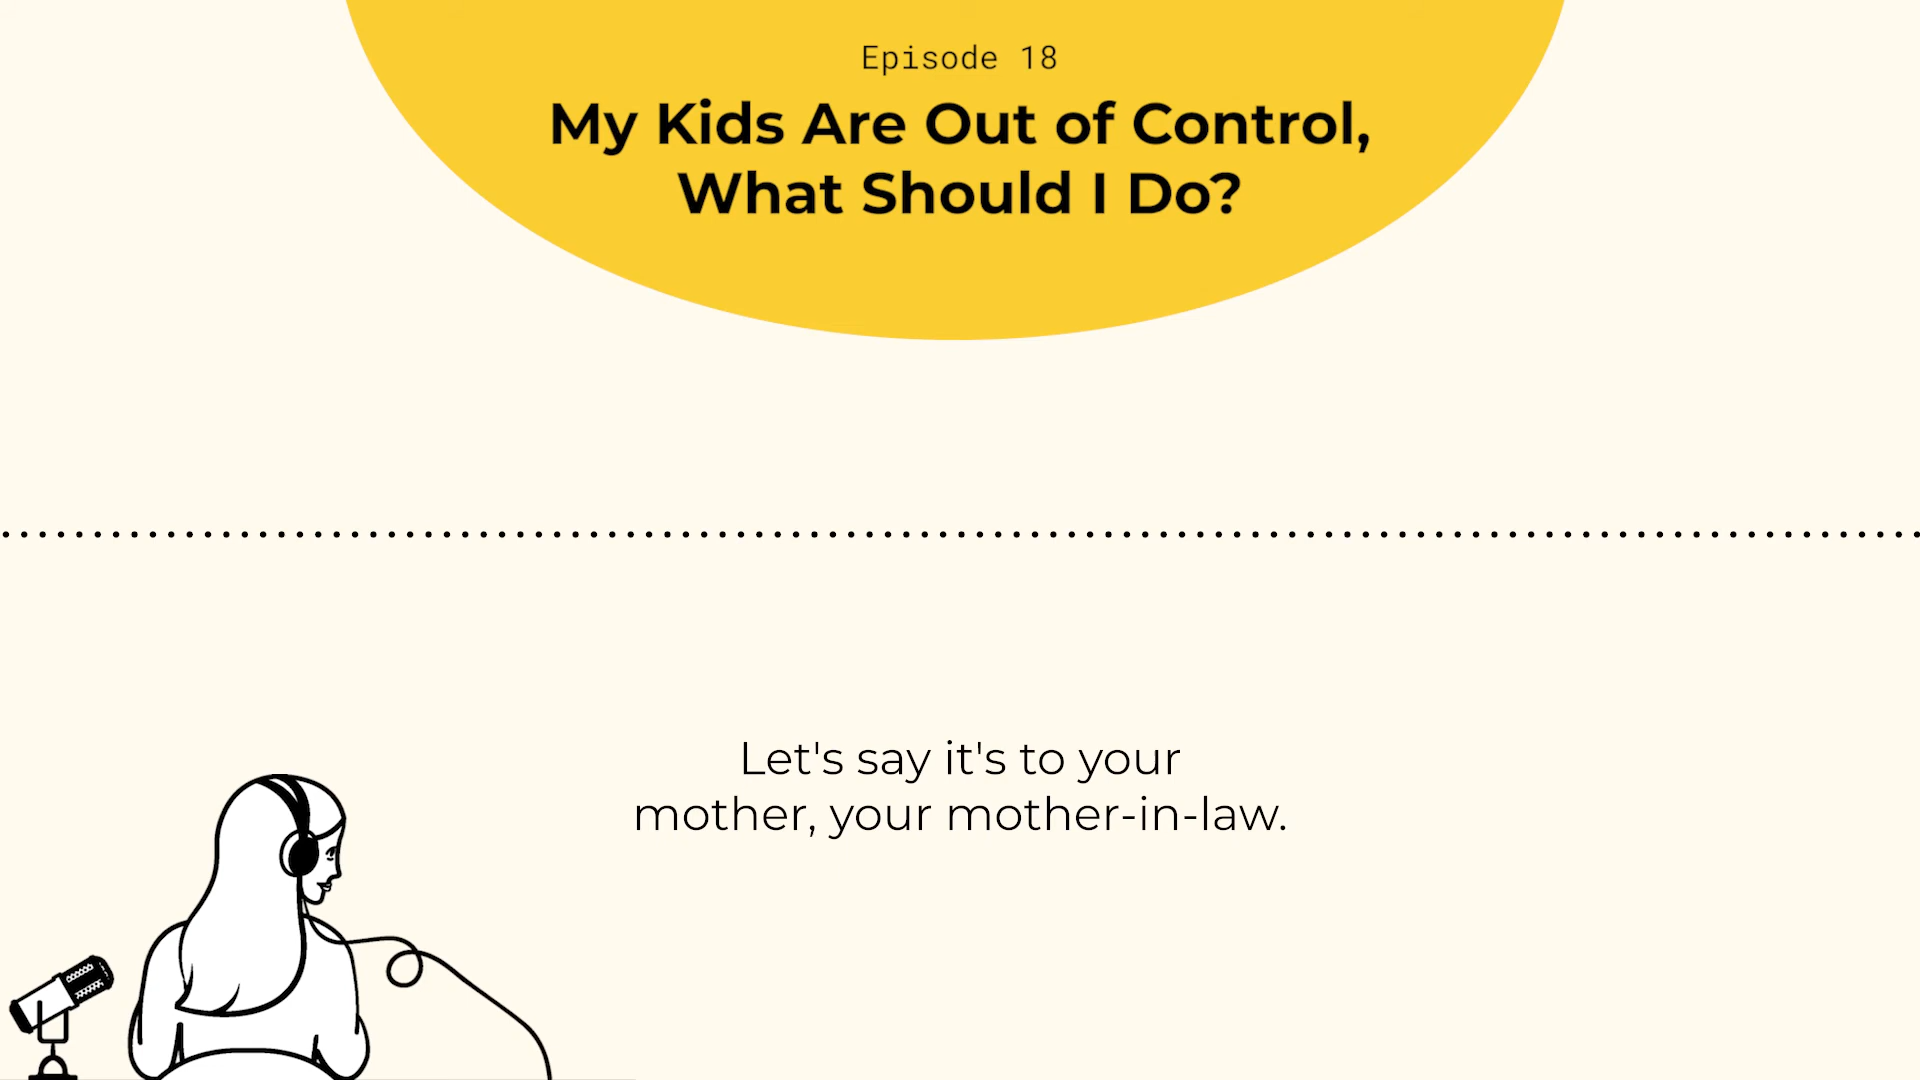 Episode 18
My Kids Are Out of Control,
What Should I Do?
Let's say it's to your
mother, your mother-in-law.